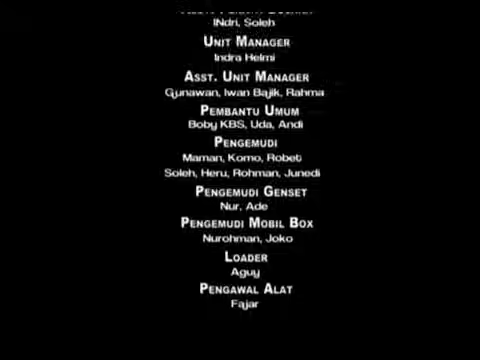 INdri, Soleh
Unit Manager
Indra Helmi
Asst. Unit Manager
Gunawan, Iwan Bajik, Rahma
Pembantu Umum
Boby KBS, Uda, Andi
Pengemudi
Maman, Komo, Robet
Soleh, Heru, Rohman, Junedi
Pengemudi Genset
Nur, Ade
Pengemudi Mobil Box
Nurohman, Joko
Loader
Aguy
Pengawal Alat
Fajar